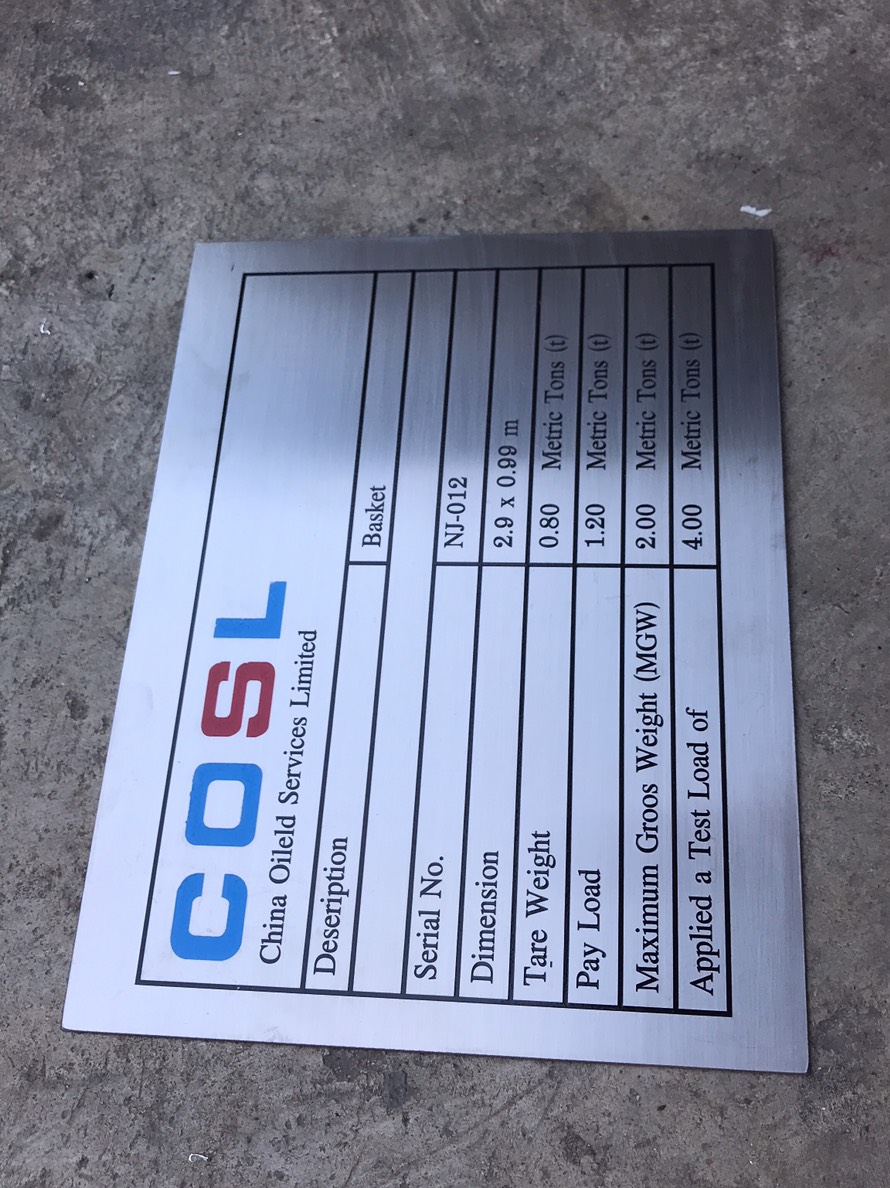 COSL
China Oileld Services Limited
Deseription Basket
Serial No. NJ-012
Dimension 2.9 x 0.99 m
Tare Weight 0.80 Metric Tons (t)
Pay Load 1.20 Metric Tons (t)
Maximum Groos Weight (MGW) 2.00 Metric Tons (t)
Applied a Test Load of 4.00 Metric Tons (t)